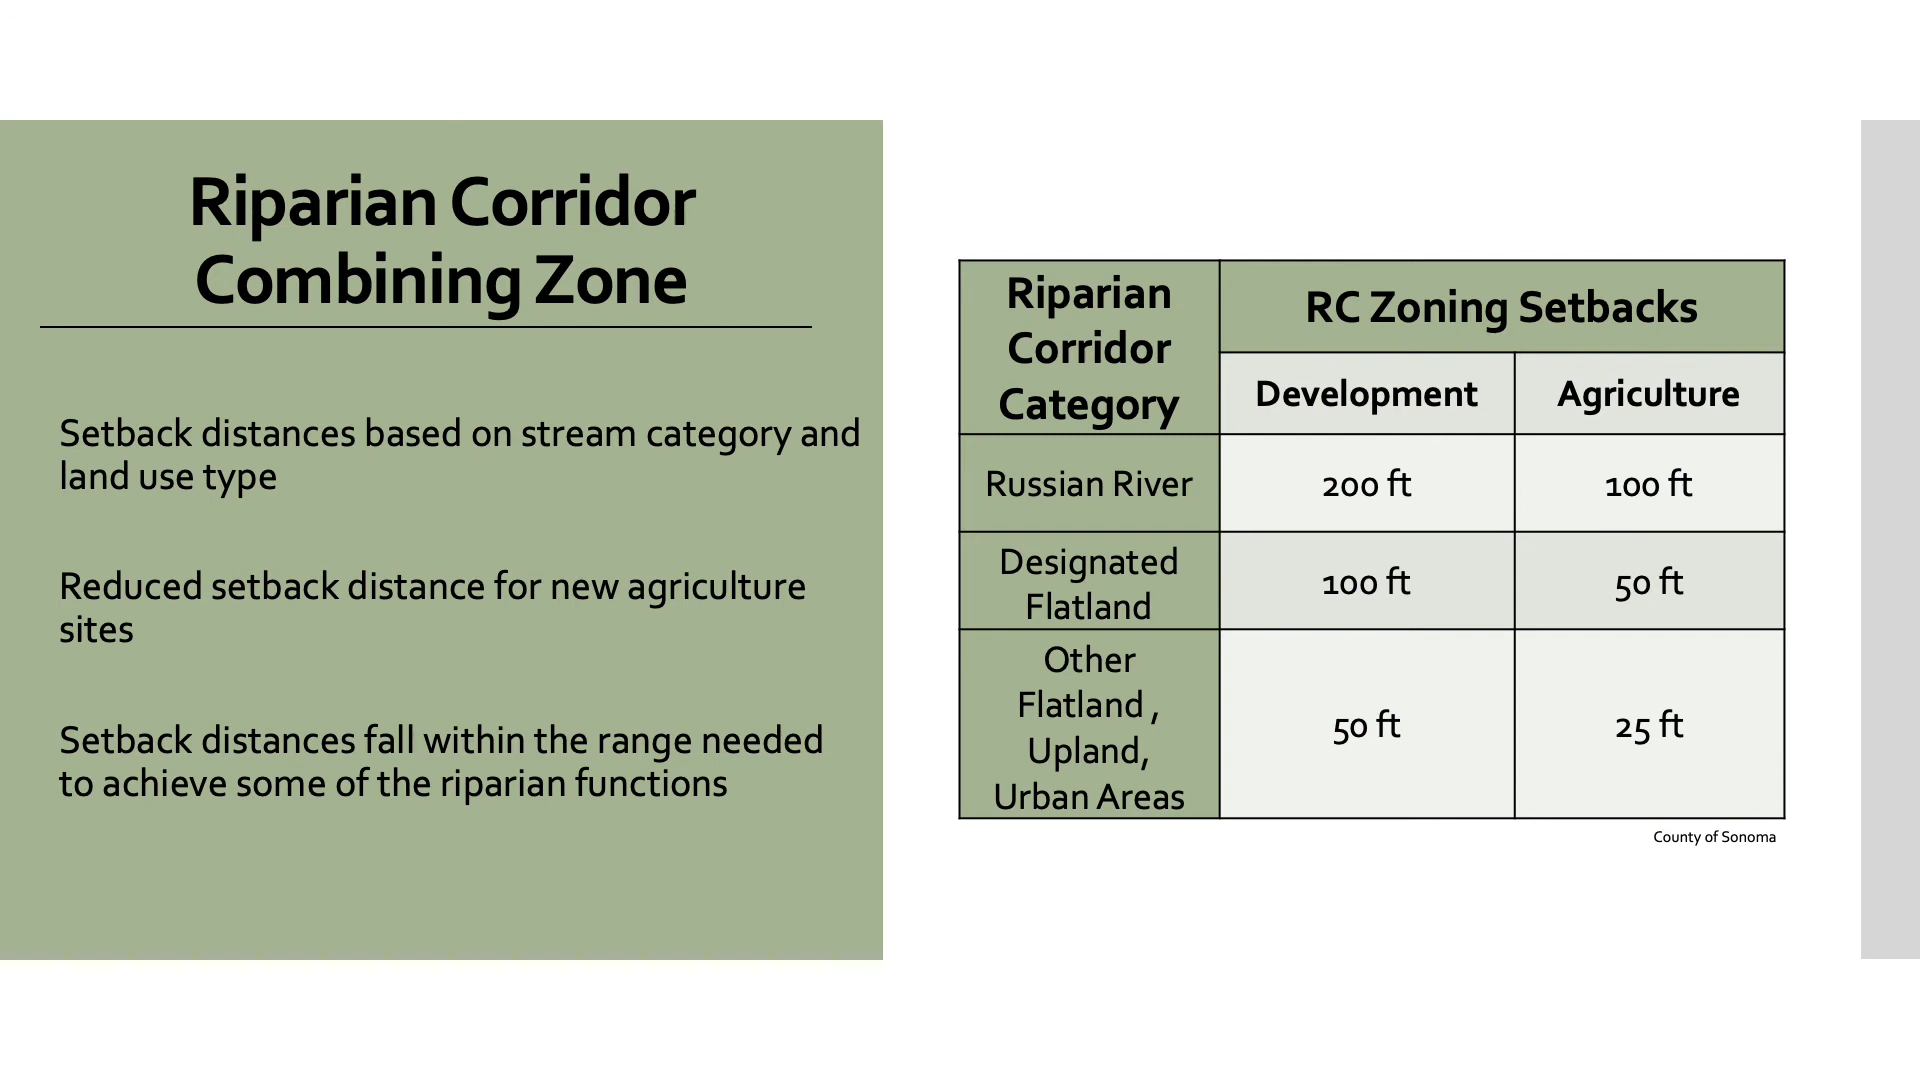 Riparian Corridor
Combining Zone
Setback distances based on stream category and
land use type
Reduced setback distance for new agriculture
sites
Setback distances fall within the range needed
to achieve some of the riparian functions
Riparian
Corridor
Category
RC Zoning Setbacks
Development
Agriculture
Russian River
200 ft
100 ft
Designated
Flatland
100 ft
50 ft
Other
Flatland ,
Upland,
Urban Areas
50 ft
25 ft
County of Sonoma